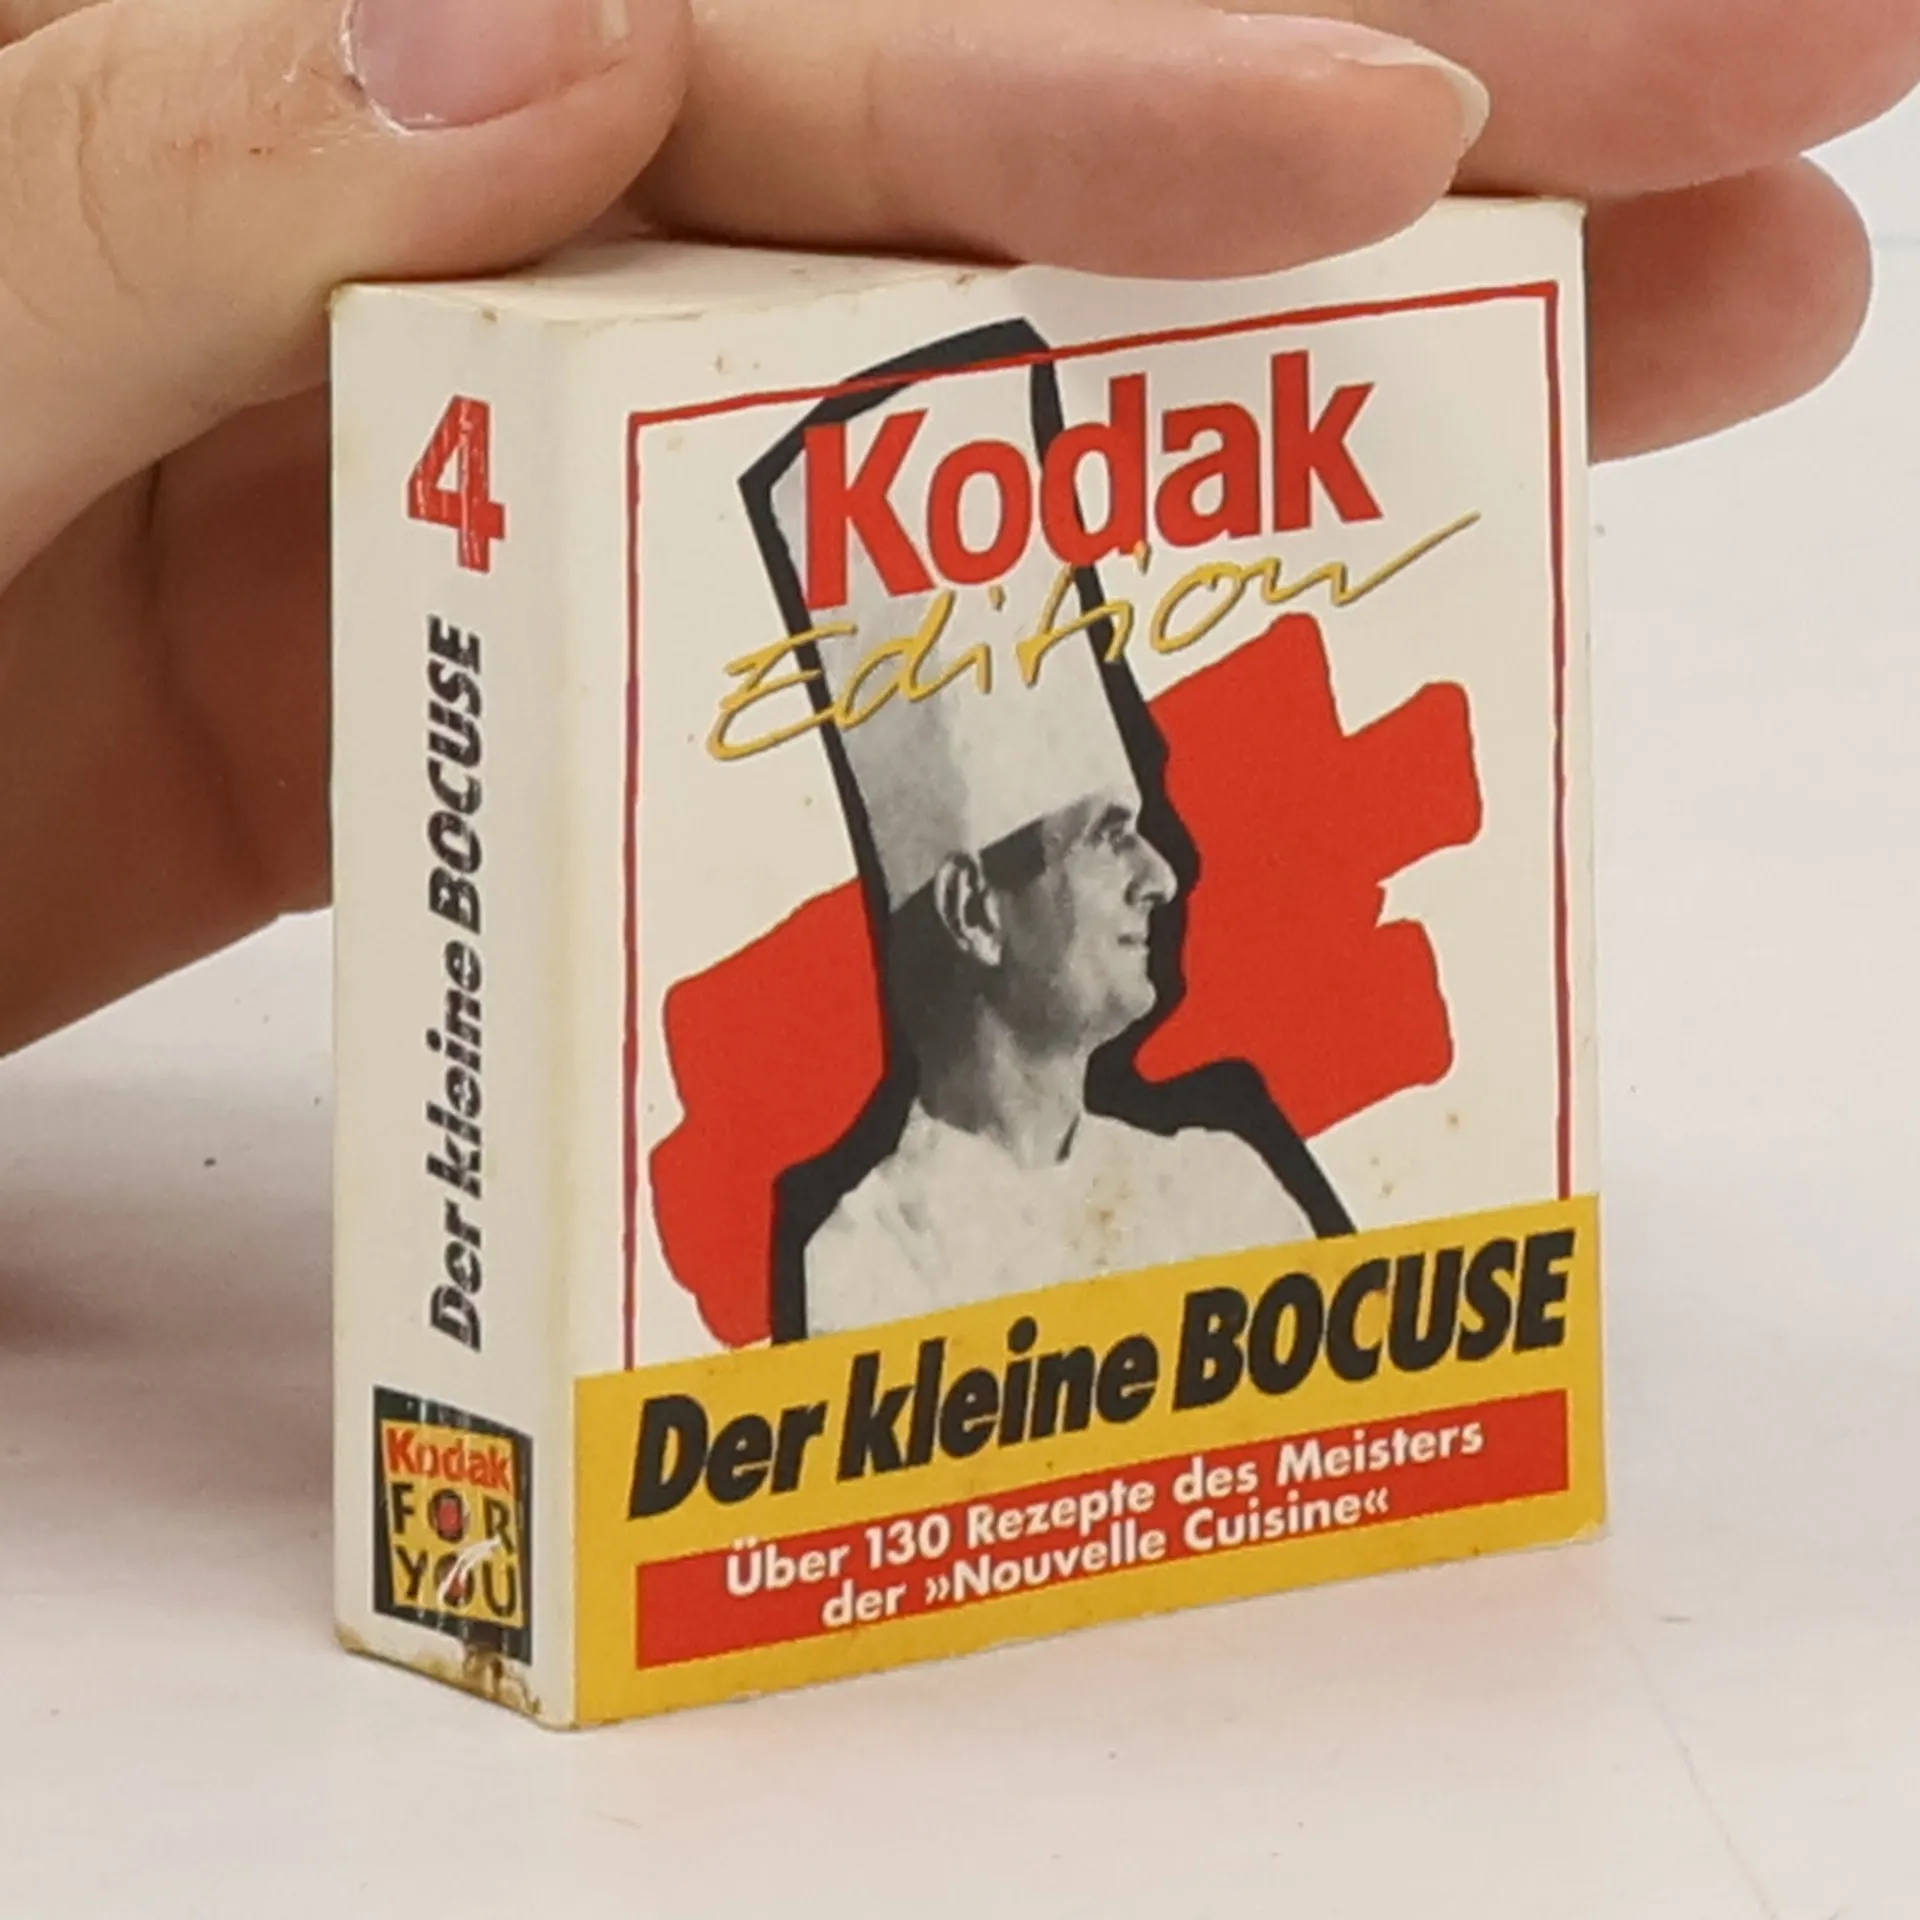 4
Der kleine BOCUSE
Kodak
FOR
YOU
Kodak
Edition
Der kleine BOCUSE
Über 130 Rezepte des Meisters
der »Nouvelle Cuisine«